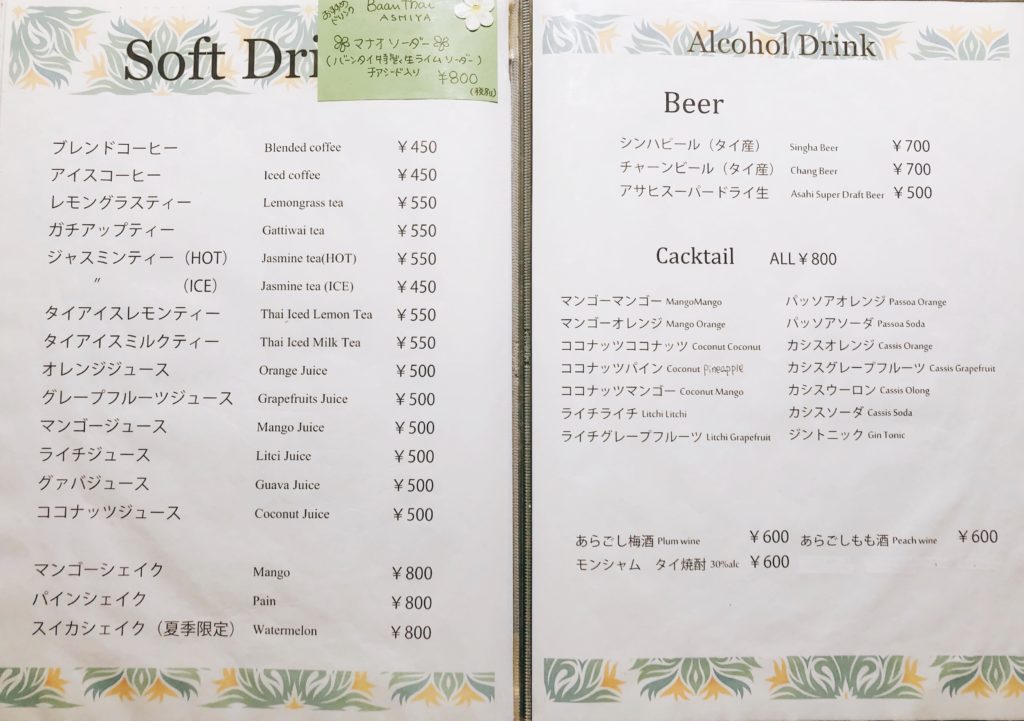 Soft Dri
おすすめ
ドリンク
Baan Thai
ASHIYA
マナオソーダー
(バーンタイ特製生ライムソーダー)
チアシード入り ¥800
(税別)
ブレンドコーヒー Blended coffee ¥450
アイスコーヒー Iced coffee ¥450
レモングラスティー Lemongrass tea ¥550
ガチアップティー Gattiwai tea ¥550
ジャスミンティー（HOT） Jasmine tea(HOT) ¥550
〃 （ICE） Jasmine tea (ICE) ¥450
タイアイスレモンティー Thai Iced Lemon Tea ¥550
タイアイスミルクティー Thai Iced Milk Tea ¥550
オレンジジュース Orange Juice ¥500
グレープフルーツジュース Grapefruits Juice ¥500
マンゴージュース Mango Juice ¥500
ライチジュース Litci Juice ¥500
グァバジュース Guava Juice ¥500
ココナッツジュース Coconut Juice ¥500
マンゴーシェイク Mango ¥800
パインシェイク Pain ¥800
スイカシェイク（夏季限定） Watermelon ¥800
Alcohol Drink
Beer
シンハビール（タイ産） Singha Beer ¥700
チャーンビール（タイ産） Chang Beer ¥700
アサヒスーパードライ生 Asahi Super Draft Beer ¥500
Cacktail ALL¥800
マンゴーマンゴー MangoMango パッソアオレンジ Passoa Orange
マンゴーオレンジ Mango Orange パッソアソーダ Passoa Soda
ココナッツココナッツ Coconut Coconut カシスオレンジ Cassis Orange
ココナッツパイン Coconut pineapple カシスグレープフルーツ Cassis Grapefruit
ココナッツマンゴー Coconut Mango カシスウーロン Cassis Olong
ライチライチ Litchi Litchi カシスソーダ Cassis Soda
ライチグレープフルーツ Litchi Grapefruit ジントニック Gin Tonic
あらごし梅酒 Plum wine ¥600 あらごしもも酒 Peach wine ¥600
モンシャム　タイ焼酎 30%alc ¥600